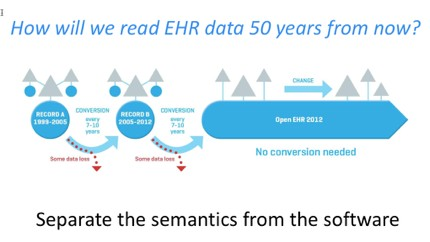 How will we read EHR data 50 years from now?
CHANGE
RECORD A
1999-2005
CONVERSION
every
7-10
years
RECORD B
2005-2012
CONVERSION
every
7-10
years
Open EHR 2012
Some data loss
Some data loss
No conversion needed
Separate the semantics from the software